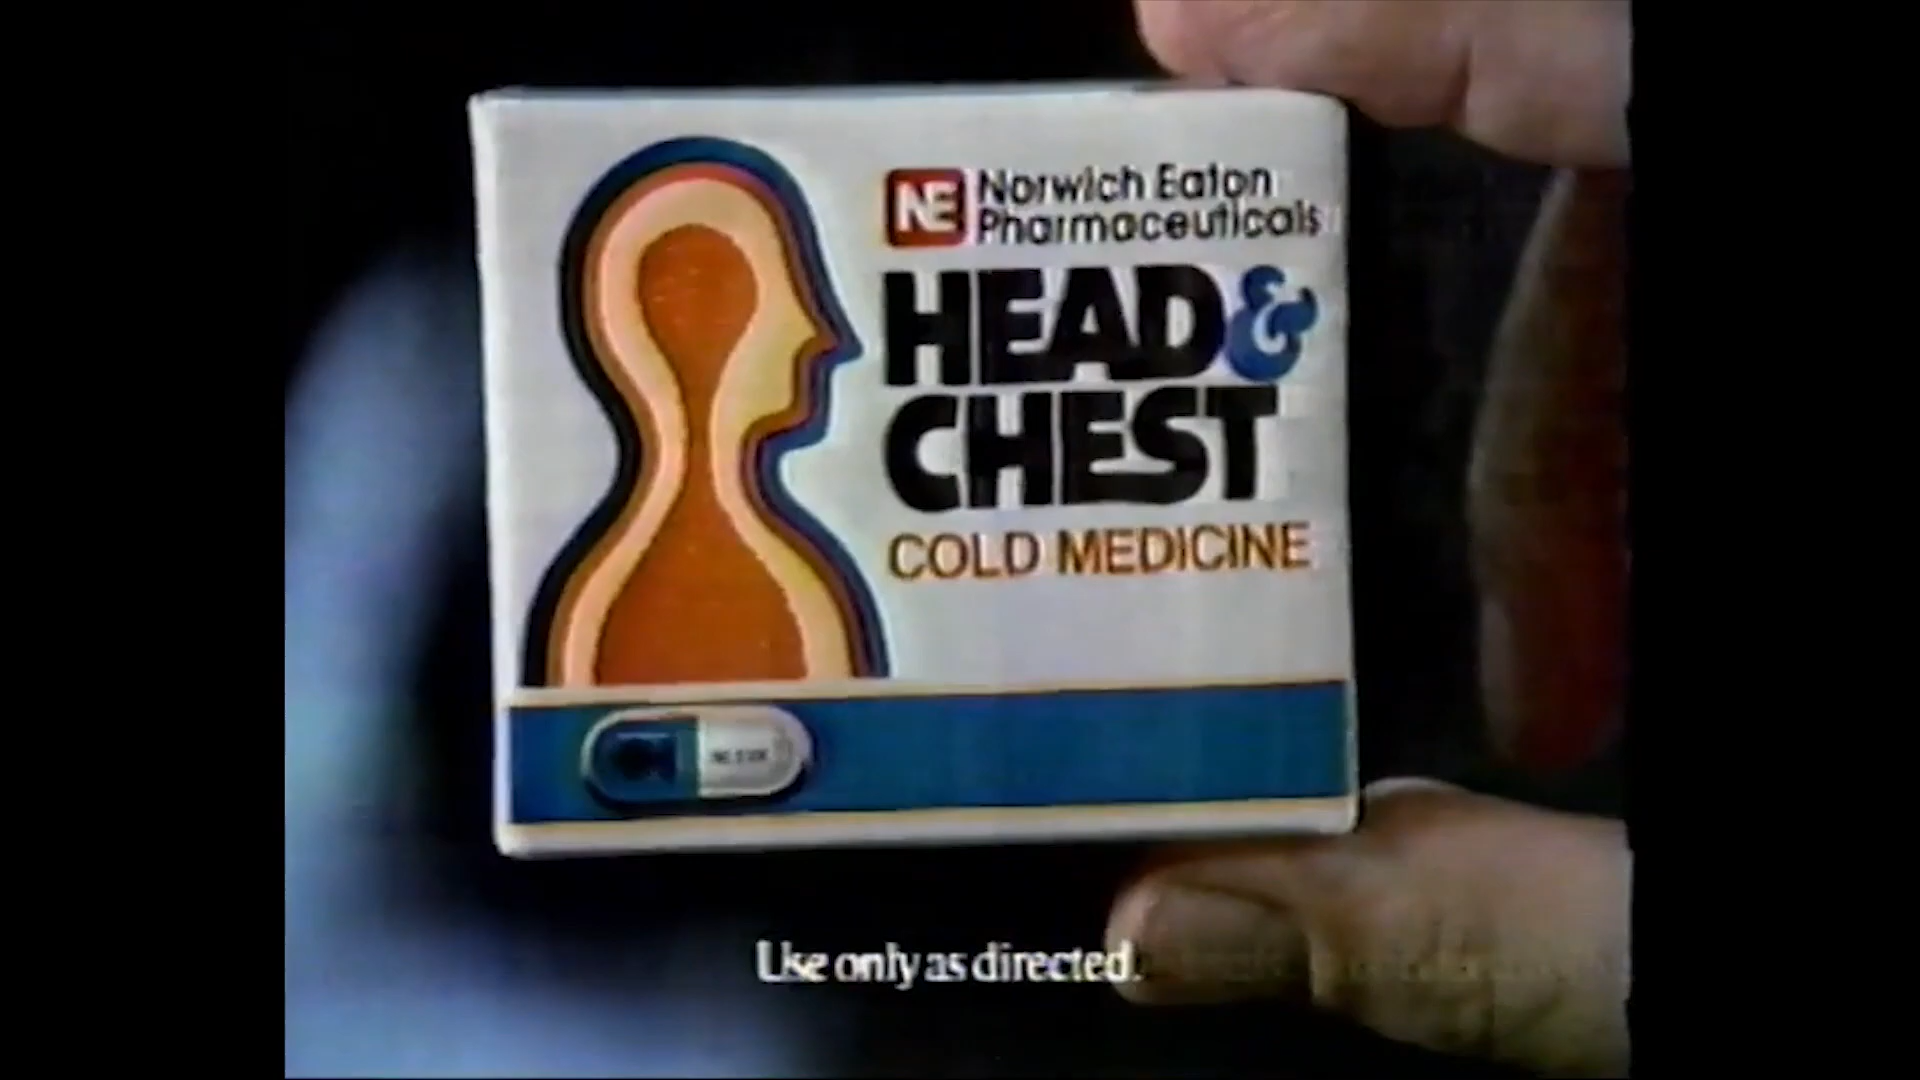 NE
Norwich Eaton
Pharmaceuticals
HEAD &
CHEST
COLD MEDICINE
Use only as directed.